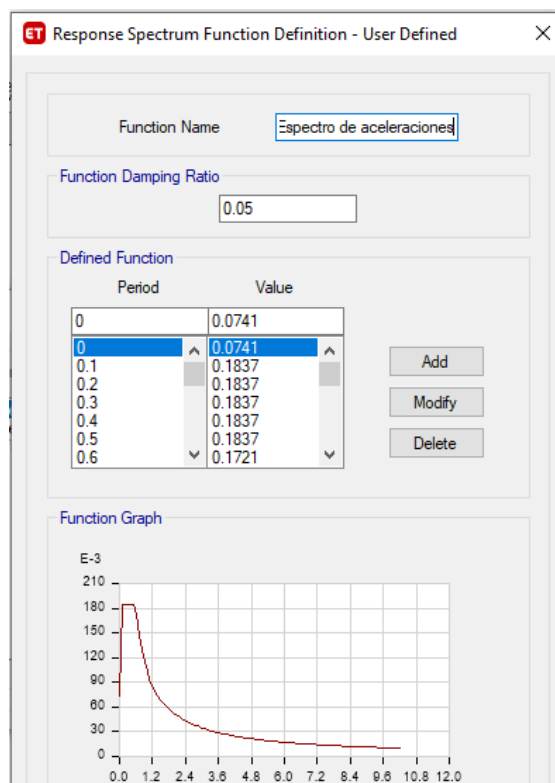 ET Response Spectrum Function Definition - User Defined
Function Name Espectro de aceleraciones
Function Damping Ratio
0.05
Defined Function
Period Value
0 0.0741
0 0.0741
0.1 0.1837
0.2 0.1837
0.3 0.1837
0.4 0.1837
0.5 0.1837
0.6 0.1721
Add
Modify
Delete
Function Graph
E-3
210
180
150
120
90
60
30
0
0.0 1.2 2.4 3.6 4.8 6.0 7.2 8.4 9.6 10.8 12.0